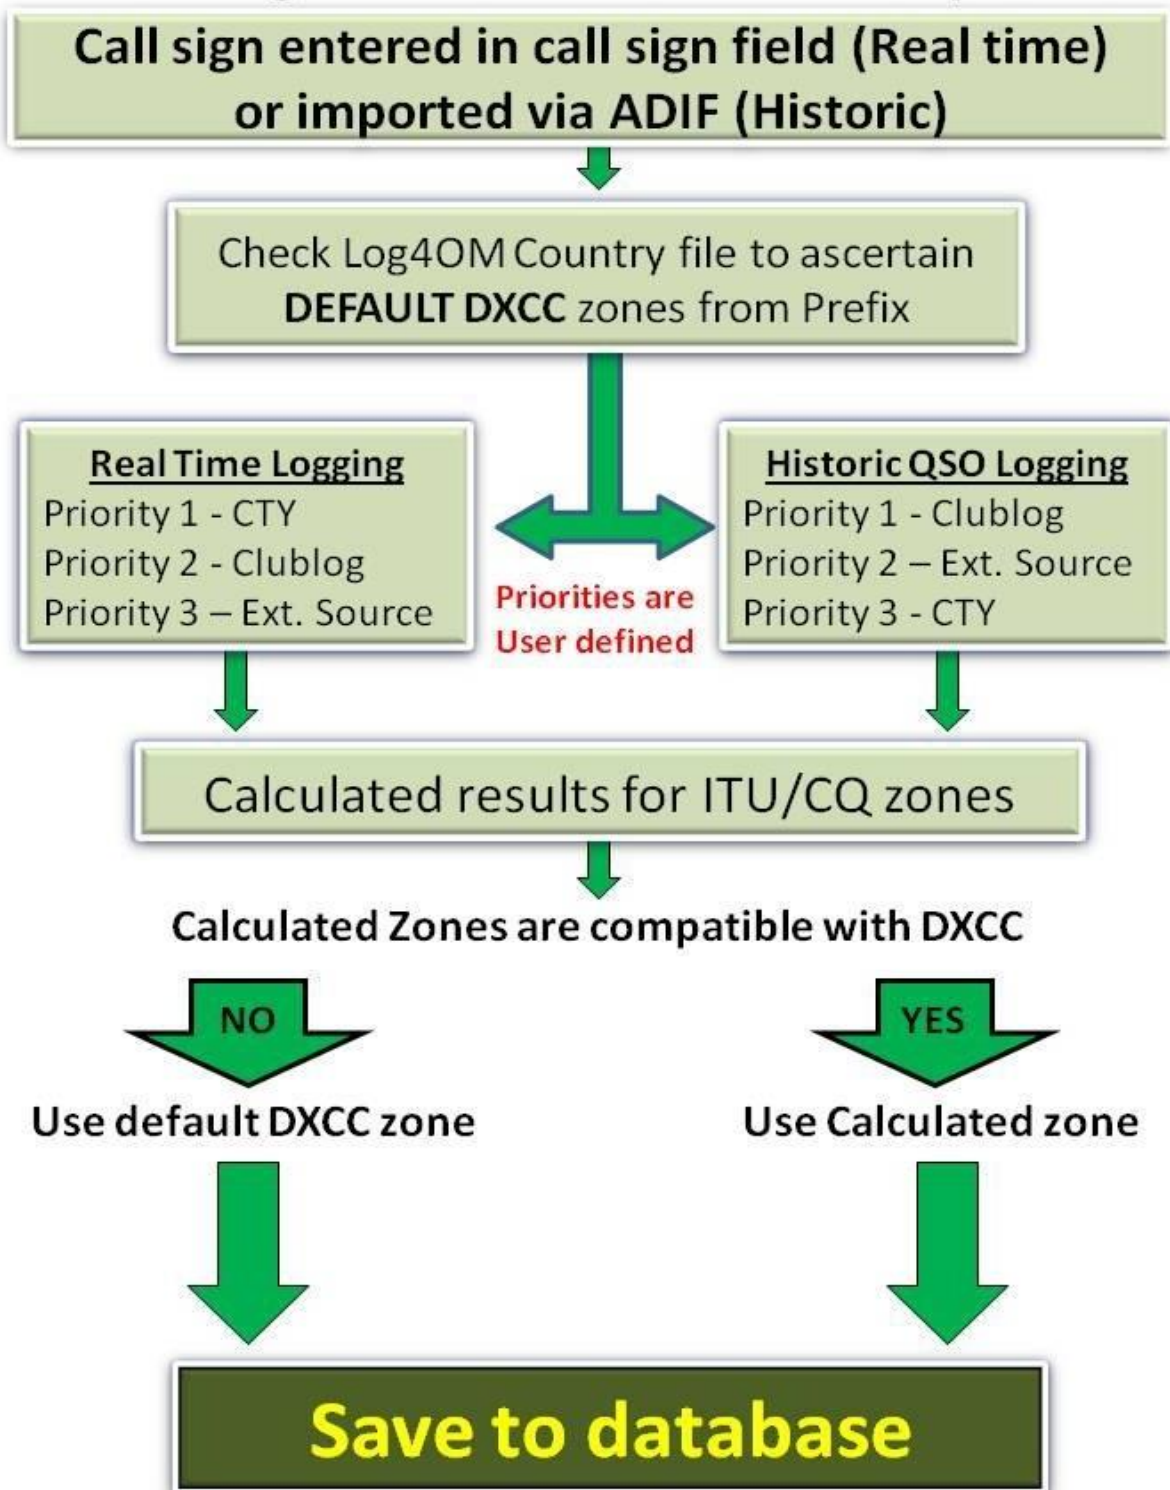 Call sign entered in call sign field (Real time)
or imported via ADIF (Historic)
Check Log4OM Country file to ascertain
DEFAULT DXCC zones from Prefix
Real Time Logging
Priority 1 - CTY
Priority 2 - Clublog
Priority 3 – Ext. Source
Priorities are
User defined
Historic QSO Logging
Priority 1 - Clublog
Priority 2 – Ext. Source
Priority 3 - CTY
Calculated results for ITU/CQ zones
Calculated Zones are compatible with DXCC
NO
YES
Use default DXCC zone
Use Calculated zone
Save to database